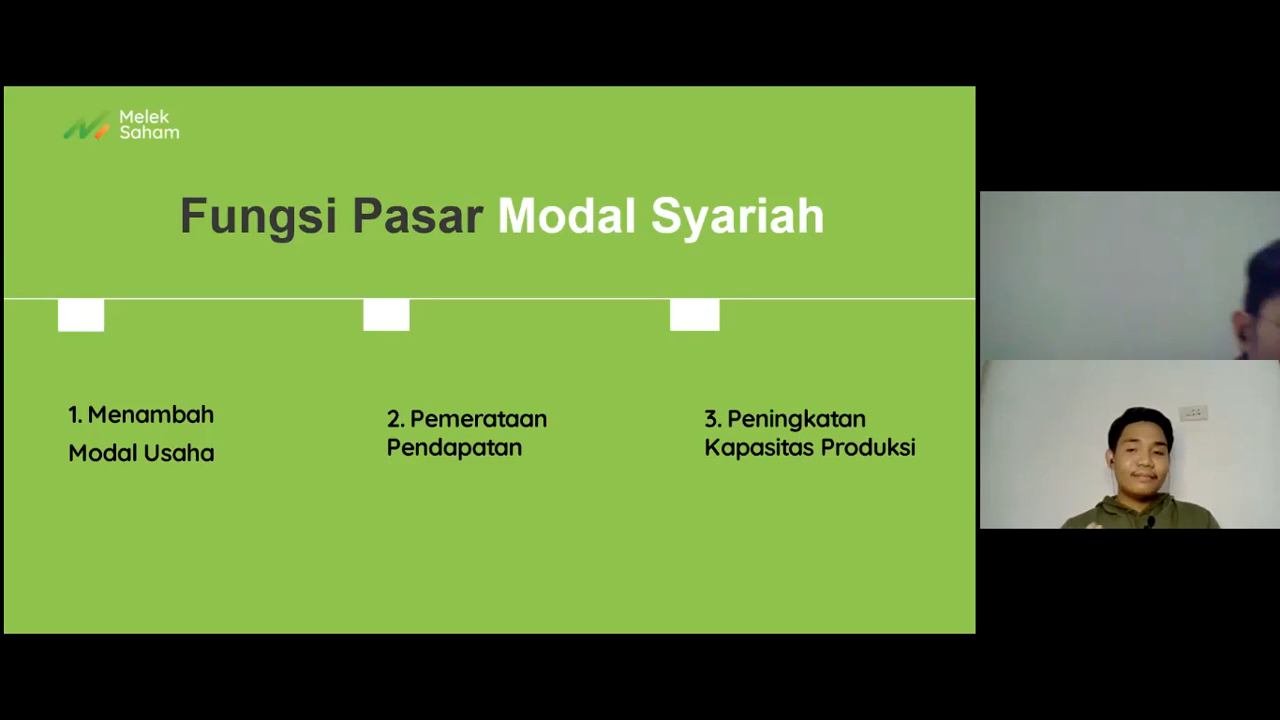 Melek
Saham
Fungsi Pasar Modal Syariah
1. Menambah
Modal Usaha
2. Pemerataan
Pendapatan
3. Peningkatan
Kapasitas Produksi